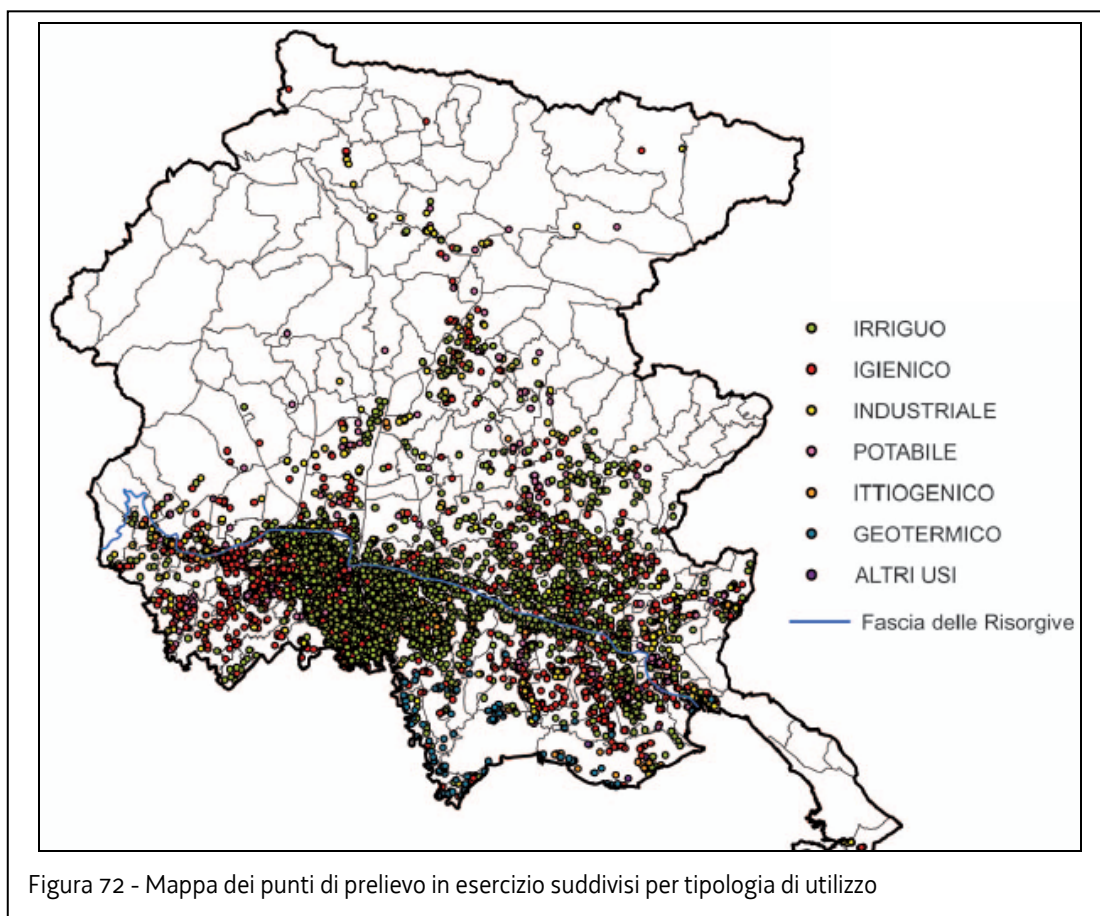 IRRIGUO
IGIENICO
INDUSTRIALE
POTABILE
ITTIOGENICO
GEOTERMICO
ALTRI USI
Fascia delle Risorgive
Figura 72 - Mappa dei punti di prelievo in esercizio suddivisi per tipologia di utilizzo